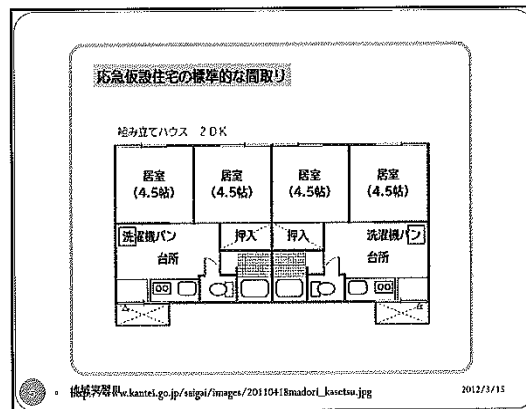 応急仮設住宅の標準的な間取り
組み立てハウス 2DK
居室 居室 居室 居室
(4.5帖) (4.5帖) (4.5帖) (4.5帖)
洗濯機パン 押入 押入 洗濯機パン
台所 台所
www.kantei.go.jp/saigai/images/20110418madori_kasetsu.jpg 2012/3/15